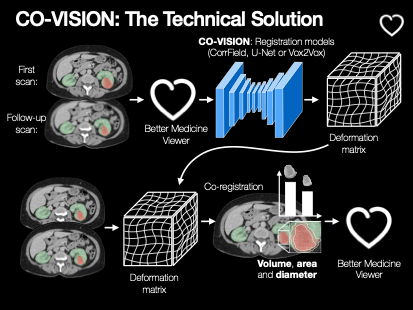 CO-VISION: The Technical Solution
CO-VISION: Registration models
(CorrField, U-Net or Vox2Vox)
First
scan:
Follow-up
scan:
Better Medicine
Viewer
Deformation
matrix
Co-registration
Deformation
matrix
Volume, area
and diameter
Better Medicine
Viewer